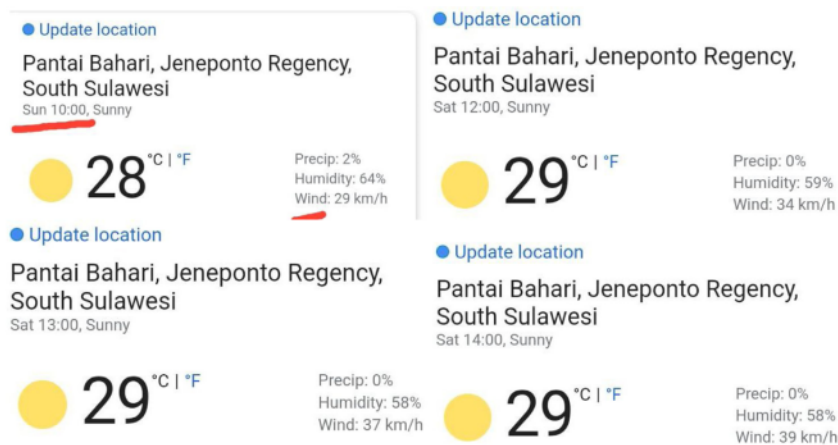 Update location
Pantai Bahari, Jeneponto Regency,
South Sulawesi
Sun 10:00, Sunny
28 °C | °F
Precip: 2%
Humidity: 64%
Wind: 29 km/h
Update location
Pantai Bahari, Jeneponto Regency,
South Sulawesi
Sat 12:00, Sunny
29 °C | °F
Precip: 0%
Humidity: 59%
Wind: 34 km/h
Update location
Pantai Bahari, Jeneponto Regency,
South Sulawesi
Sat 13:00, Sunny
29 °C | °F
Precip: 0%
Humidity: 58%
Wind: 37 km/h
Update location
Pantai Bahari, Jeneponto Regency,
South Sulawesi
Sat 14:00, Sunny
29 °C | °F
Precip: 0%
Humidity: 58%
Wind: 39 km/h